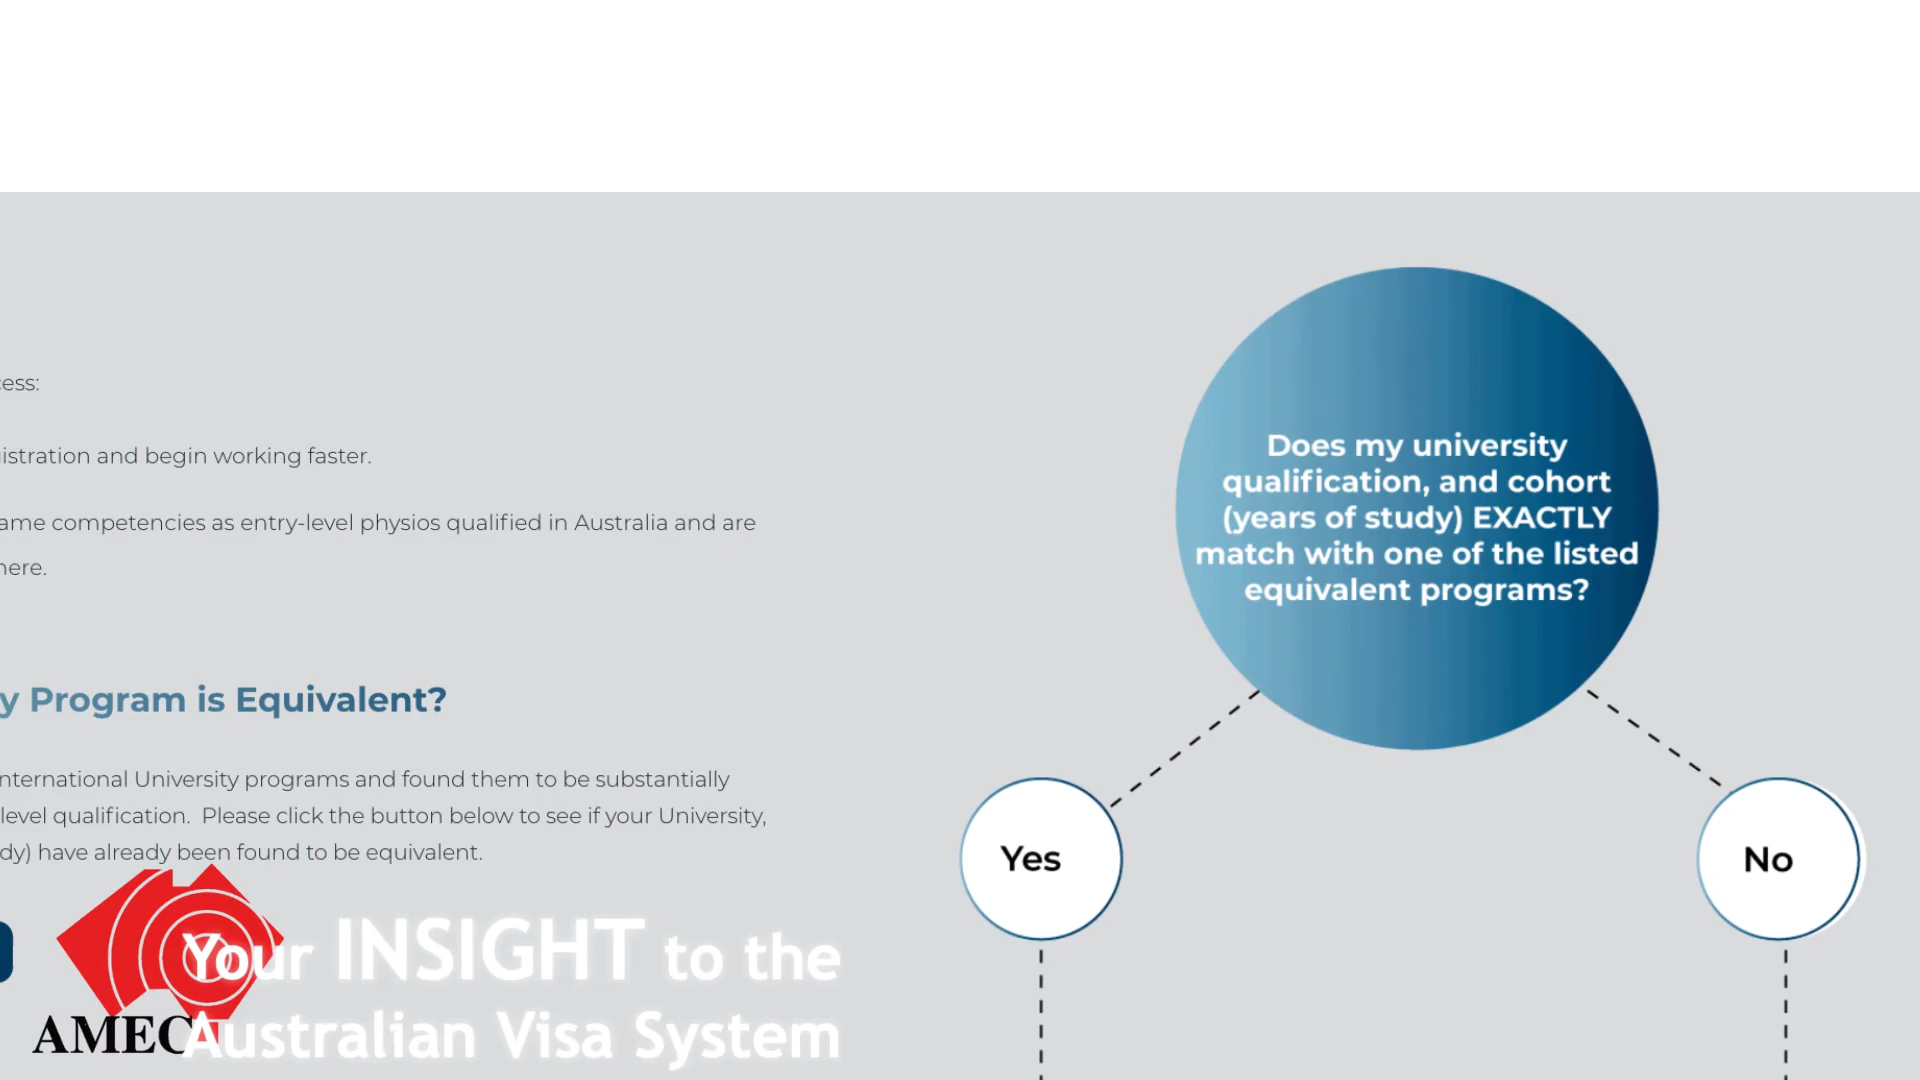 cess:
istration and begin working faster.
ame competencies as entry-level physios qualified in Australia and are
here.
y Program is Equivalent?
nternational University programs and found them to be substantially
level qualification. Please click the button below to see if your University,
dy) have already been found to be equivalent.
Does my university
qualification, and cohort
(years of study) EXACTLY
match with one of the listed
equivalent programs?
Yes
No
AMEC
Your INSIGHT to the
Australian Visa System